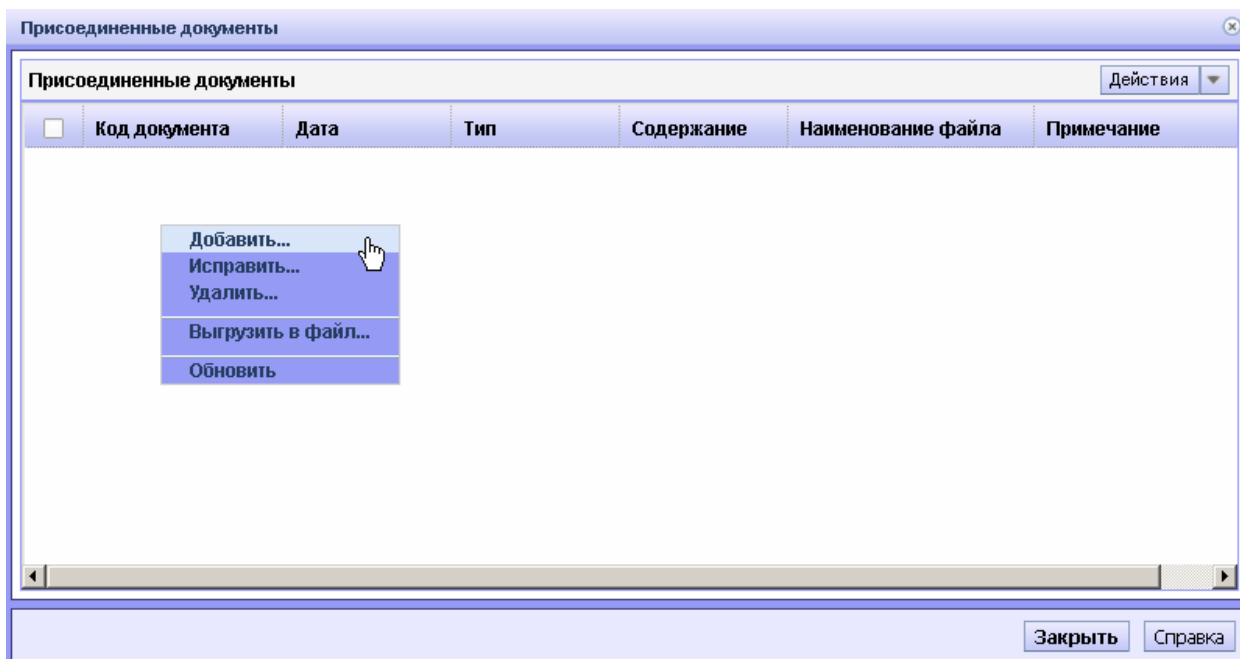 Присоединенные документы
Присоединенные документы Действия
Код документа Дата Тип Содержание Наименование файла Примечание
Добавить...
Исправить...
Удалить...
Выгрузить в файл...
Обновить
Закрыть Справка